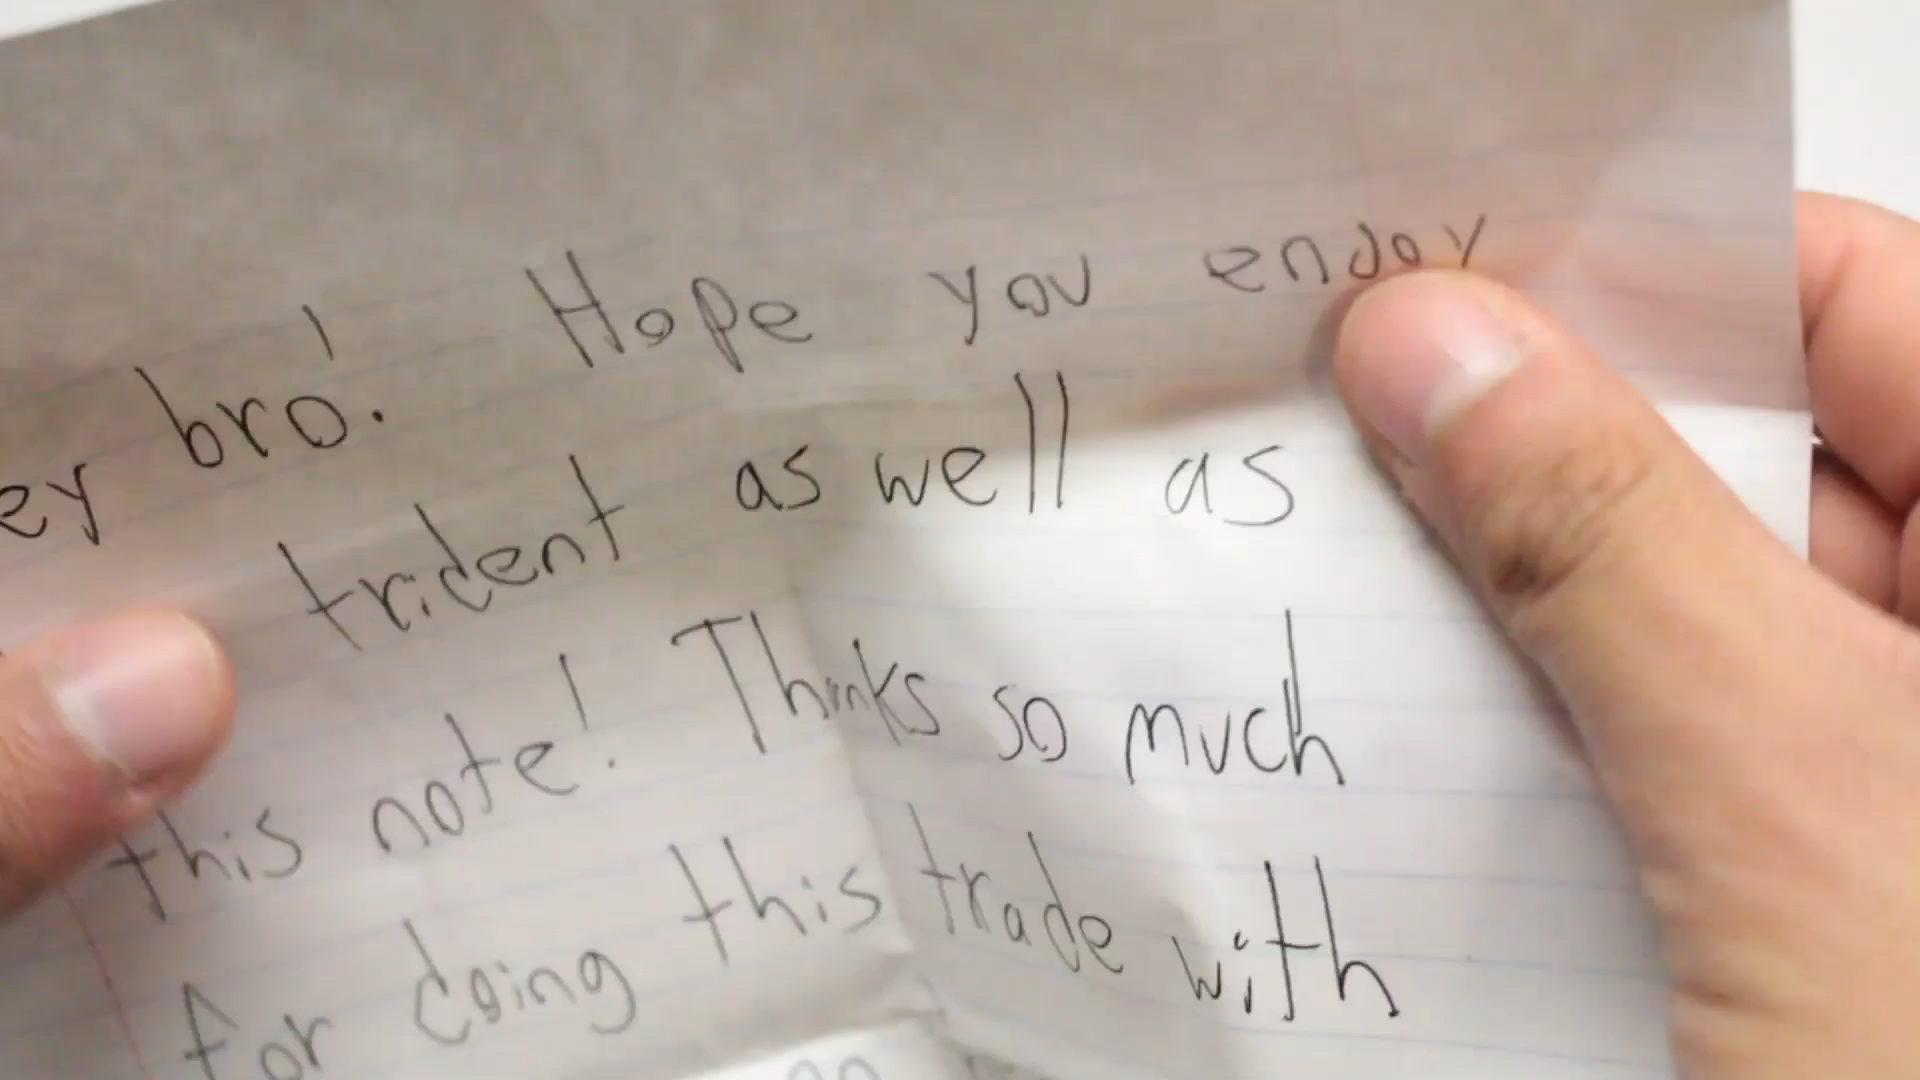 ey bro! Hope you enjoy
trident as well as
this note! Thanks so much
for doing this trade with